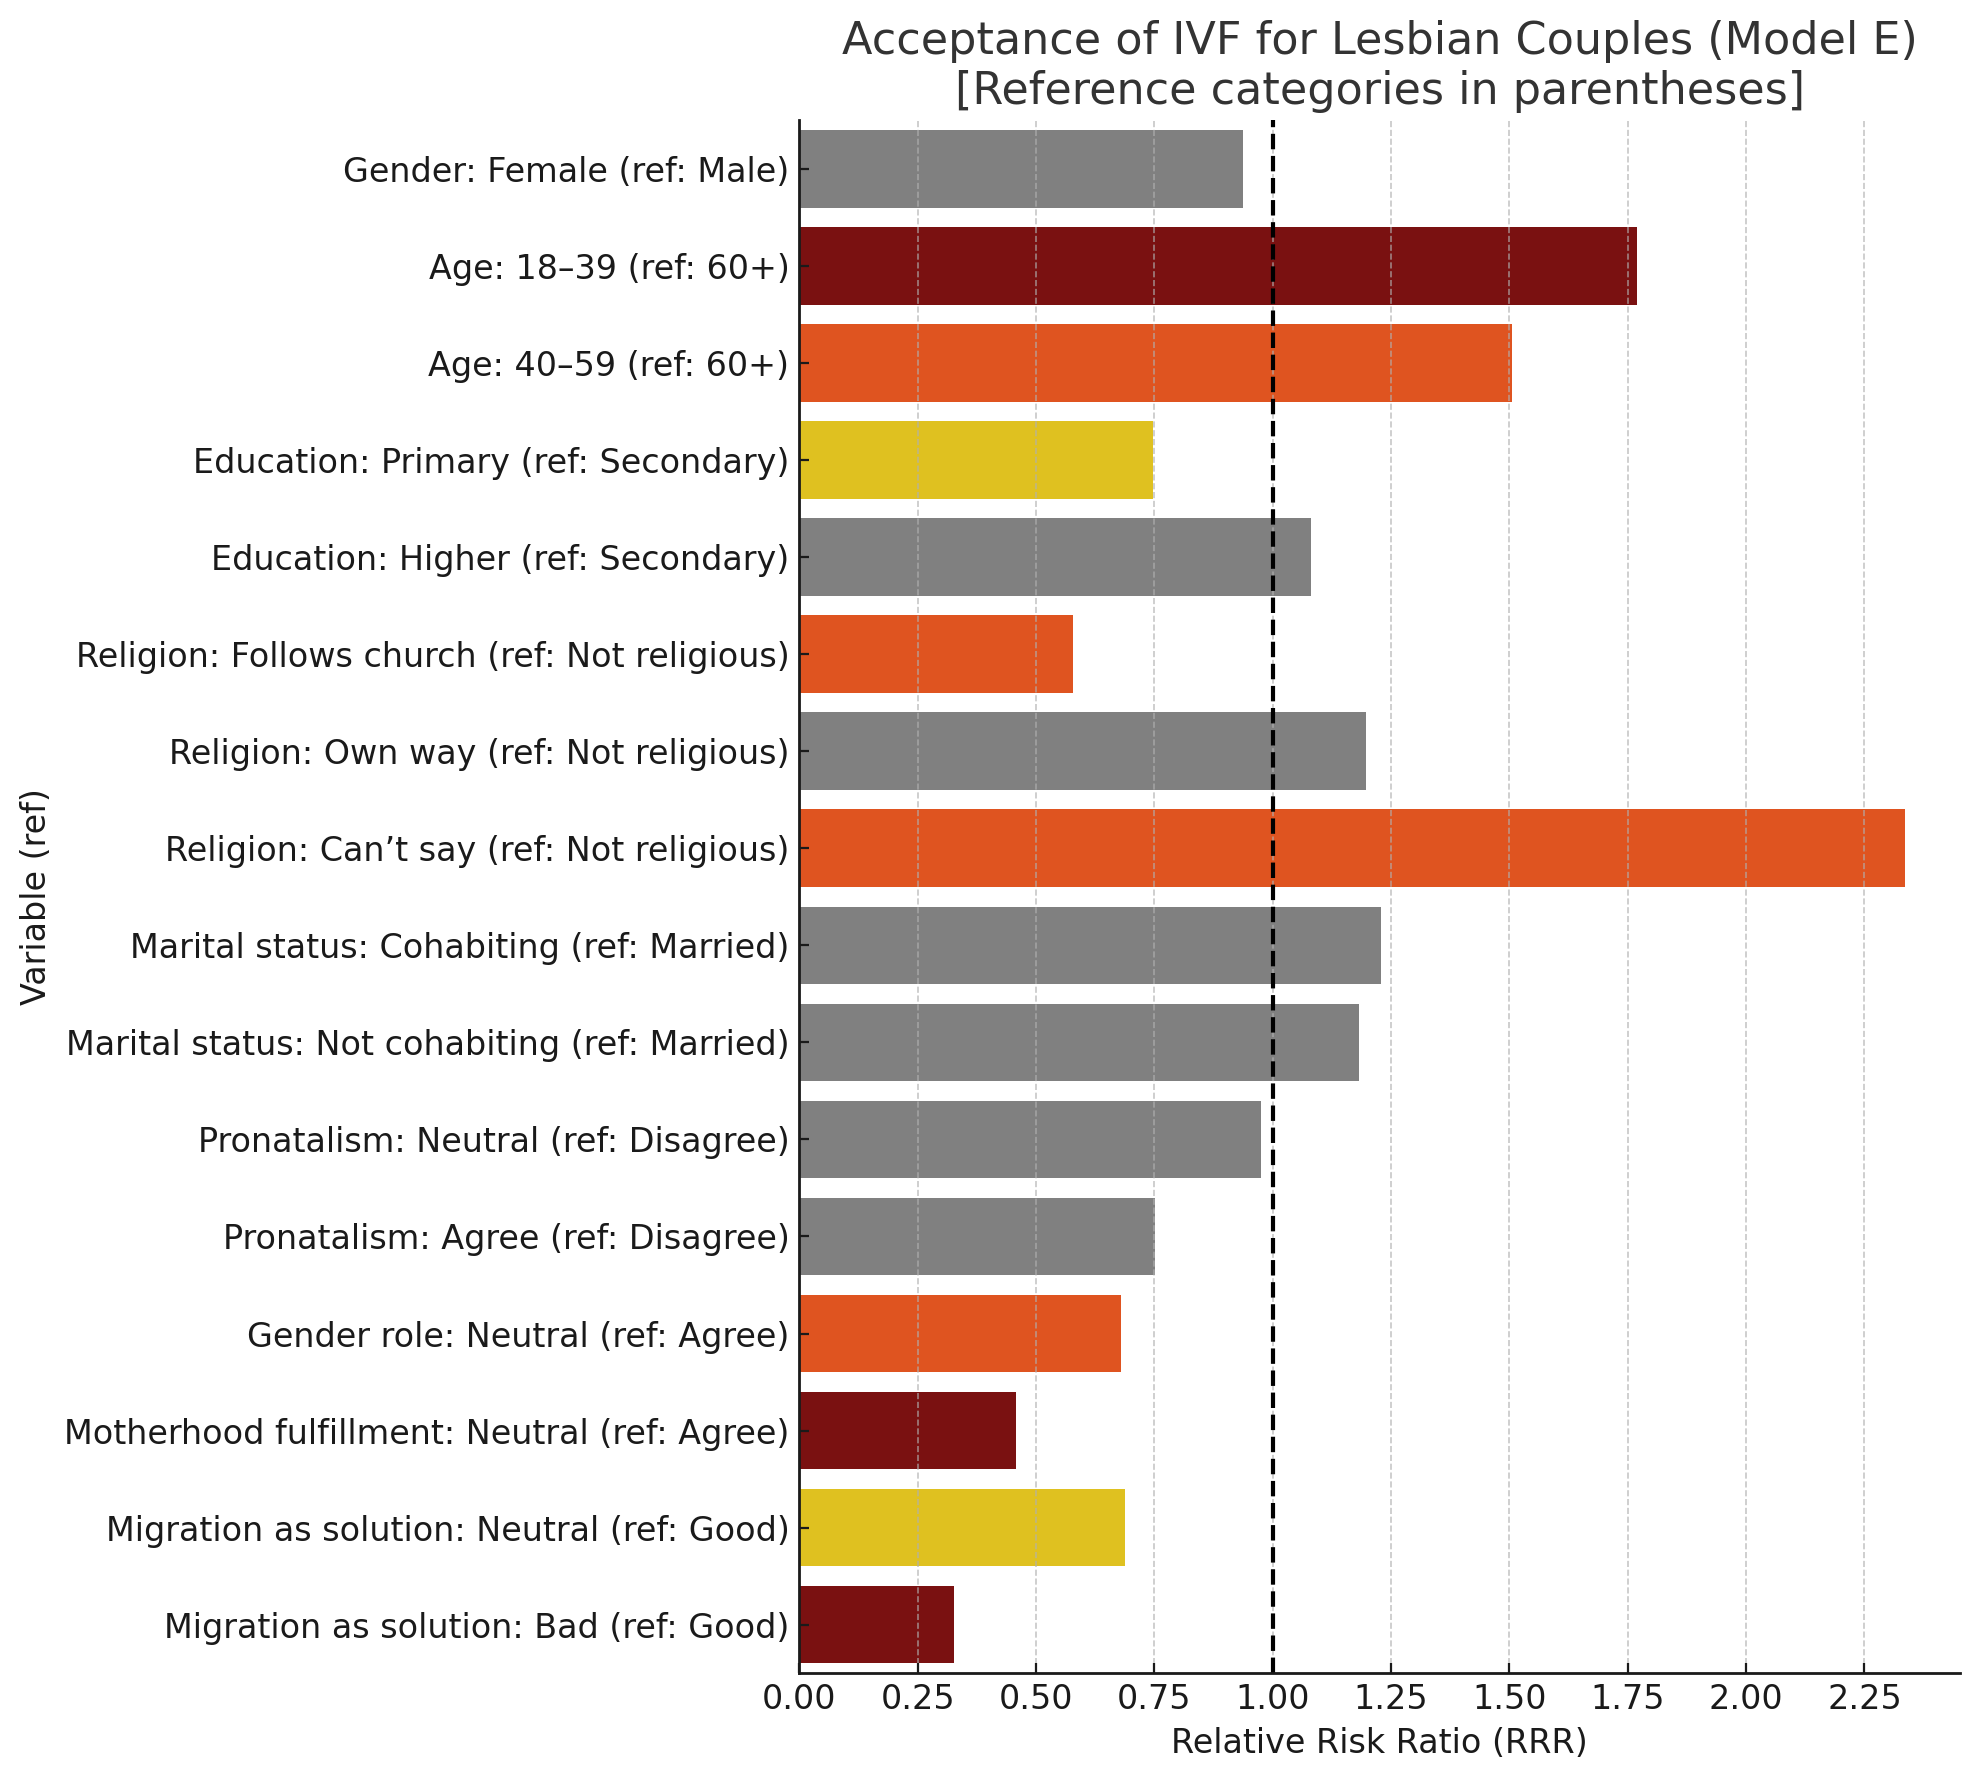 Acceptance of IVF for Lesbian Couples (Model E)
[Reference categories in parentheses]
Variable (ref)
Gender: Female (ref: Male)
Age: 18–39 (ref: 60+)
Age: 40–59 (ref: 60+)
Education: Primary (ref: Secondary)
Education: Higher (ref: Secondary)
Religion: Follows church (ref: Not religious)
Religion: Own way (ref: Not religious)
Religion: Can’t say (ref: Not religious)
Marital status: Cohabiting (ref: Married)
Marital status: Not cohabiting (ref: Married)
Pronatalism: Neutral (ref: Disagree)
Pronatalism: Agree (ref: Disagree)
Gender role: Neutral (ref: Agree)
Motherhood fulfillment: Neutral (ref: Agree)
Migration as solution: Neutral (ref: Good)
Migration as solution: Bad (ref: Good)
0.00 0.25 0.50 0.75 1.00 1.25 1.50 1.75 2.00 2.25
Relative Risk Ratio (RRR)